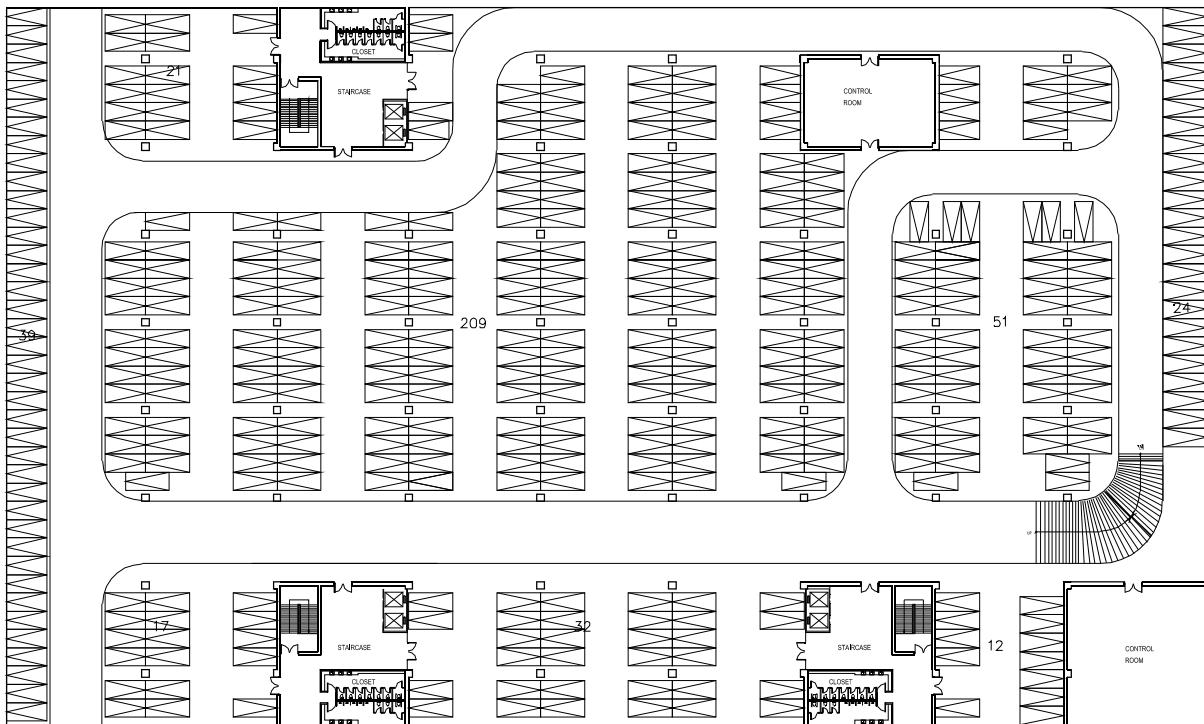 CLOSET
21
STAIRCASE
CONTROL
ROOM
24
209
51
39
UP
17
32
12
STAIRCASE
STAIRCASE
CONTROL
ROOM
CLOSET
CLOSET